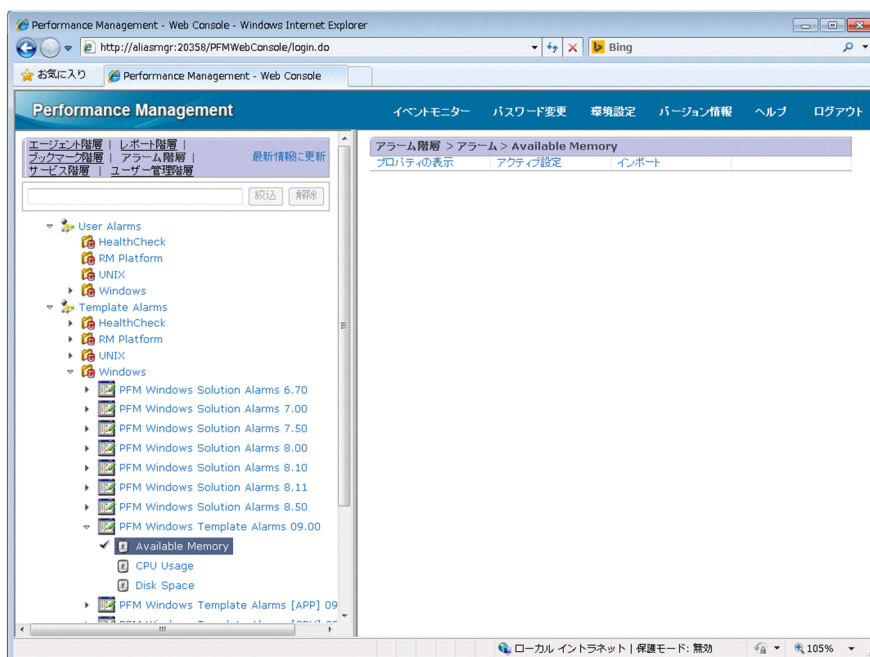 Performance Management - Web Console - Windows Internet Explorer
http://aliasmgr:20358/PFMWebConsole/login.do
Bing
お気に入り
Performance Management - Web Console
Performance Management
イベントモニター パスワード変更 環境設定 バージョン情報 ヘルプ ログアウト
エージェント階層 | レポート階層 |
ブックマーク階層 | アラーム階層 |
サービス階層 | ユーザー管理階層
最新情報に更新
絞込 解除
アラーム階層 > アラーム > Available Memory
プロパティの表示 アクティブ設定 インポート
User Alarms
HealthCheck
RM Platform
UNIX
Windows
Template Alarms
HealthCheck
RM Platform
UNIX
Windows
PFM Windows Solution Alarms 6.70
PFM Windows Solution Alarms 7.00
PFM Windows Solution Alarms 7.50
PFM Windows Solution Alarms 8.00
PFM Windows Solution Alarms 8.10
PFM Windows Solution Alarms 8.11
PFM Windows Solution Alarms 8.50
PFM Windows Template Alarms 09.00
Available Memory
CPU Usage
Disk Space
PFM Windows Template Alarms [APP] 09
ローカル イントラネット | 保護モード: 無効
105%